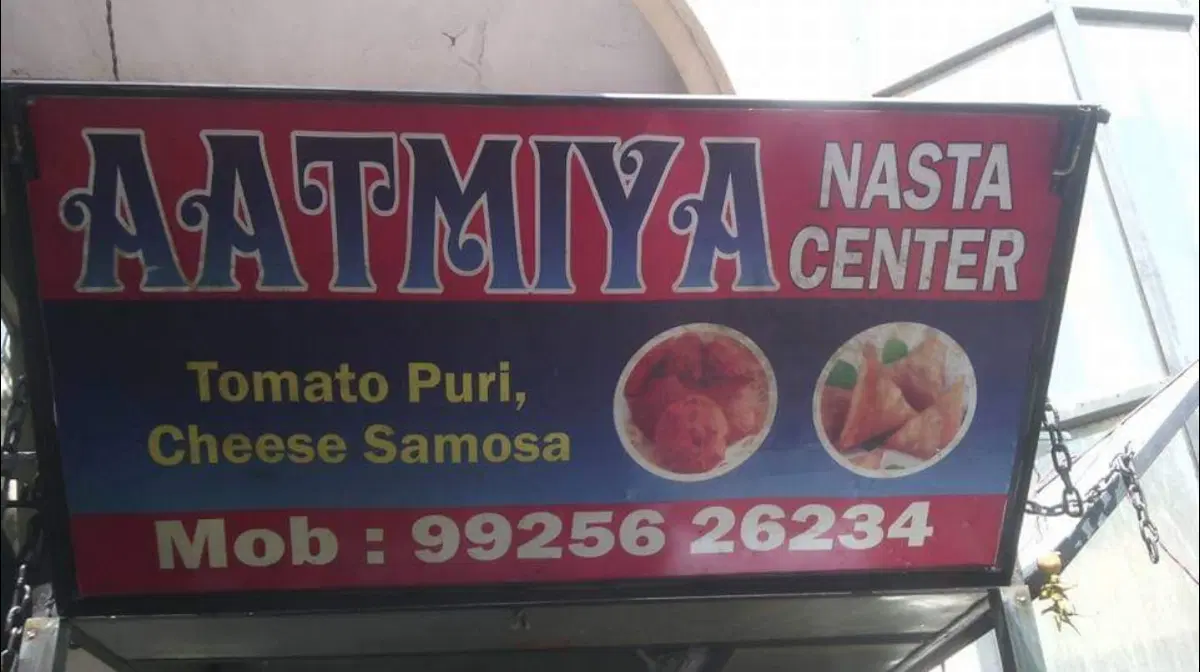 AATMIYA NASTA CENTER
Tomato Puri,
Cheese Samosa
Mob : 99256 26234